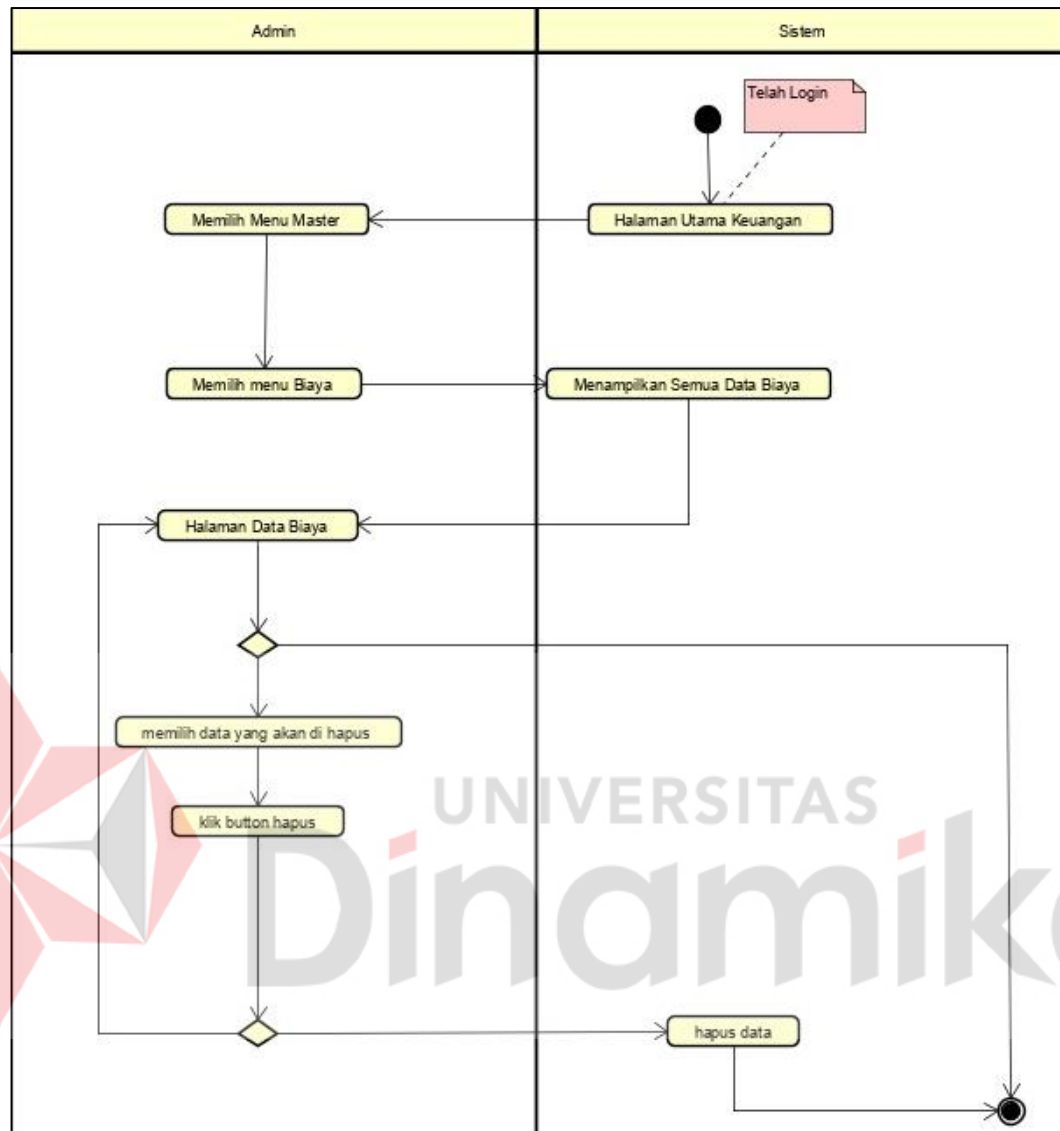 Admin
Sistem
Telah Login
Memilih Menu Master
Halaman Utama Keuangan
Memilih menu Biaya
Menampilkan Semua Data Biaya
Halaman Data Biaya
memilih data yang akan di hapus
klik button hapus
UNIVERSITAS
Dinamika
hapus data